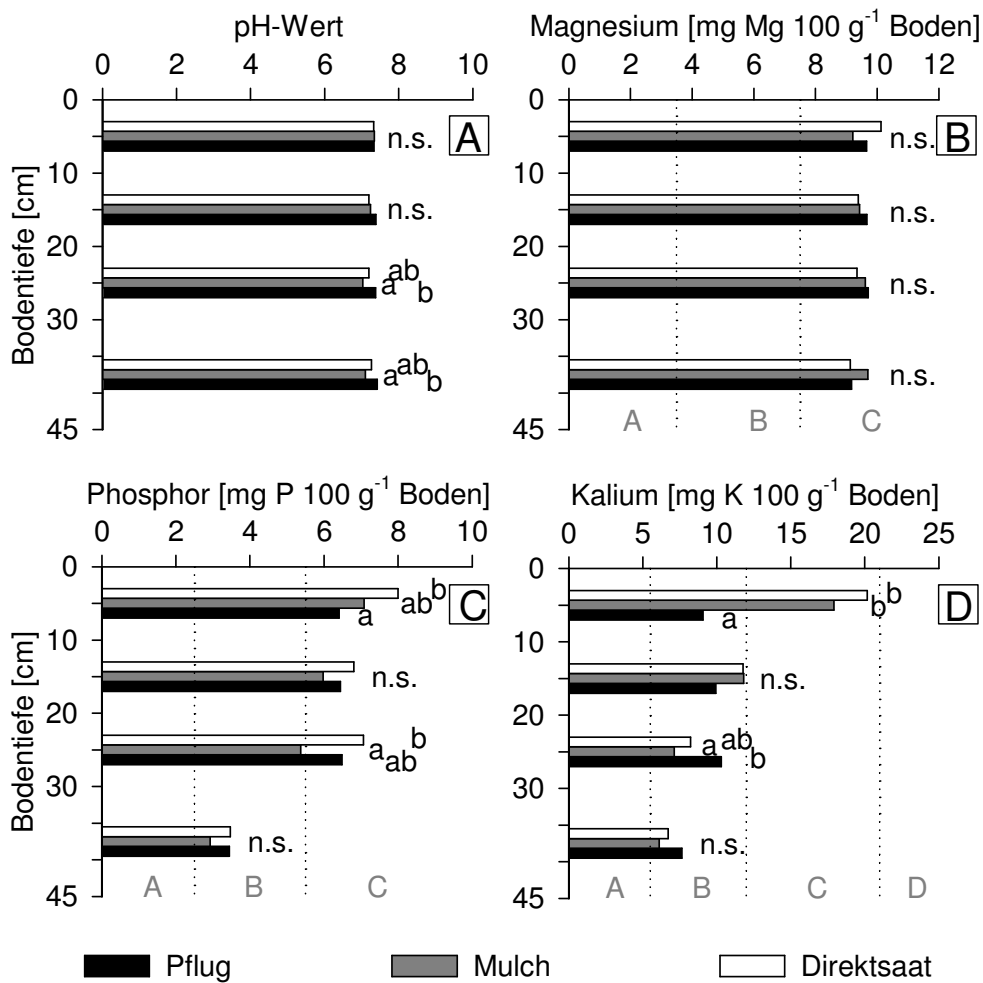 pH-Wert
0 2 4 6 8 10
Bodentiefe [cm]
0
10
20
30
45
n.s.
n.s.
ab
a
b
ab
a
b
A
Magnesium [mg Mg 100 g⁻¹ Boden]
0 2 4 6 8 10 12
0
10
20
30
45
n.s.
n.s.
n.s.
n.s.
B
A B C
Phosphor [mg P 100 g⁻¹ Boden]
0 2 4 6 8 10
Bodentiefe [cm]
0
10
20
30
45
b
ab
a
n.s.
b
a
ab
n.s.
C
A B C
Kalium [mg K 100 g⁻¹ Boden]
0 5 10 15 20 25
0
10
20
30
45
b
b
a
n.s.
ab
a
b
n.s.
D
A B C D
Pflug Mulch Direktsaat